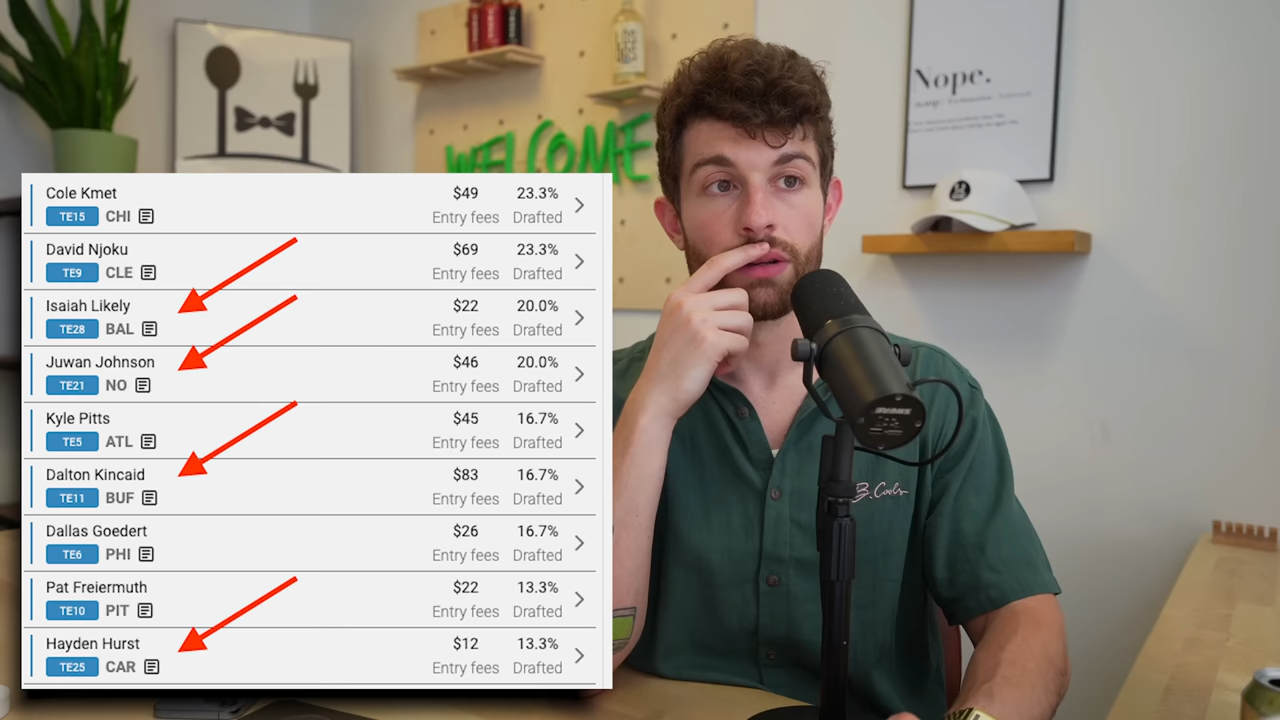 WELCOME
Nope.
Cole Kmet $49 23.3%
TE15 CHI Entry fees Drafted
David Njoku $69 23.3%
TE9 CLE Entry fees Drafted
Isaiah Likely $22 20.0%
TE28 BAL Entry fees Drafted
Juwan Johnson $46 20.0%
TE21 NO Entry fees Drafted
Kyle Pitts $45 16.7%
TE5 ATL Entry fees Drafted
Dalton Kincaid $83 16.7%
TE11 BUF Entry fees Drafted
Dallas Goedert $26 16.7%
TE6 PHI Entry fees Drafted
Pat Freiermuth $22 13.3%
TE10 PIT Entry fees Drafted
Hayden Hurst $12 13.3%
TE25 CAR Entry fees Drafted
B. Cools